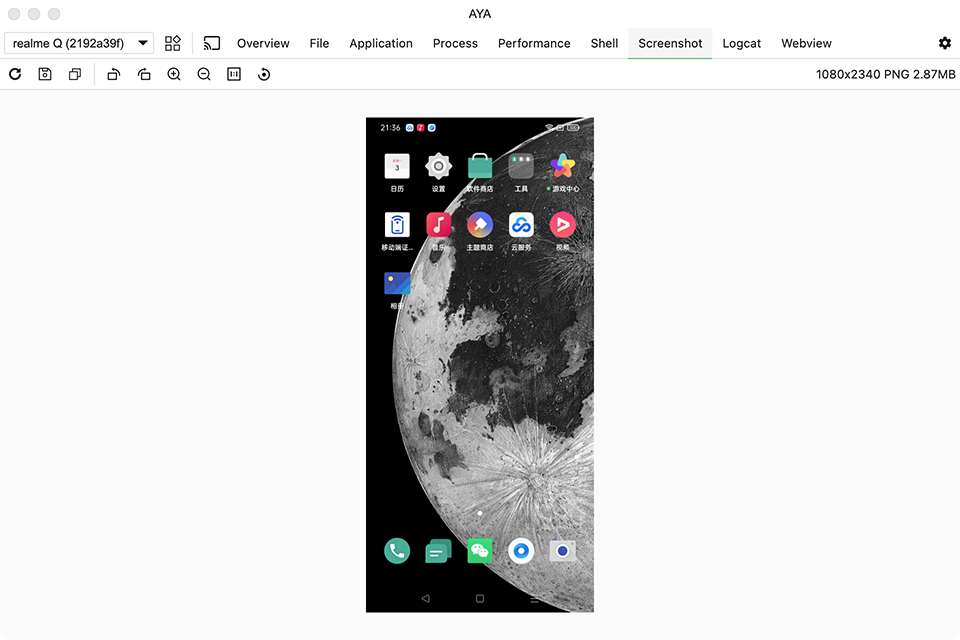 AYA
realme Q (2192a39f)
Overview File Application Process Performance Shell Screenshot Logcat Webview
1080x2340 PNG 2.87MB
21:36
3
日历 设置 软件商店 工具 游戏中心
移动端证... 音乐 主题商店 云服务 视频
相册